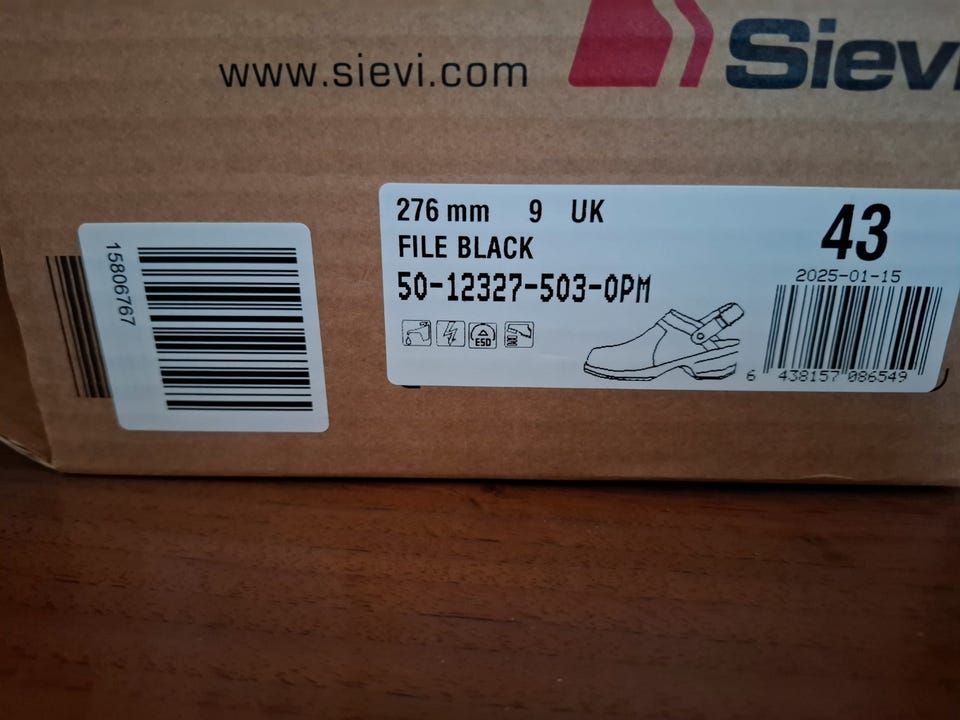 www.sievi.com
Sievi
276 mm 9 UK
FILE BLACK
50-12327-503-0PM
ESD
43
2025-01-15
6 438157 086549
15806767